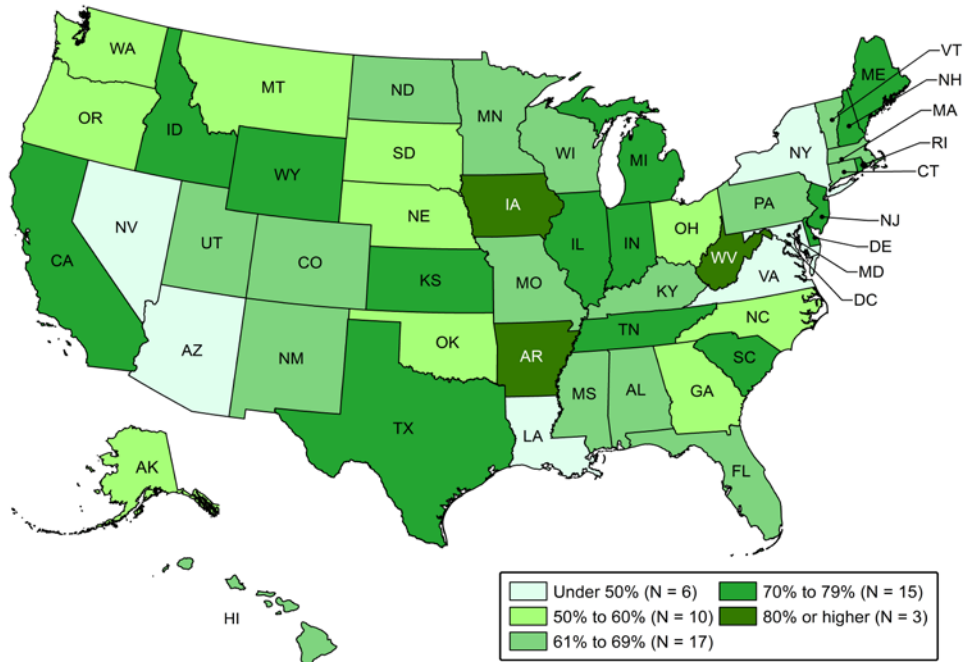 WA
MT
ND
MN
VT
ME
NH
MA
RI
CT
OR
ID
SD
WI
MI
NY
WY
IA
NE
PA
NJ
NV
UT
CO
IL
IN
OH
WV
DE
MD
DC
CA
KS
MO
KY
VA
AZ
NM
OK
AR
TN
NC
SC
MS
AL
GA
TX
LA
FL
AK
HI
Under 50% (N = 6)
50% to 60% (N = 10)
61% to 69% (N = 17)
70% to 79% (N = 15)
80% or higher (N = 3)